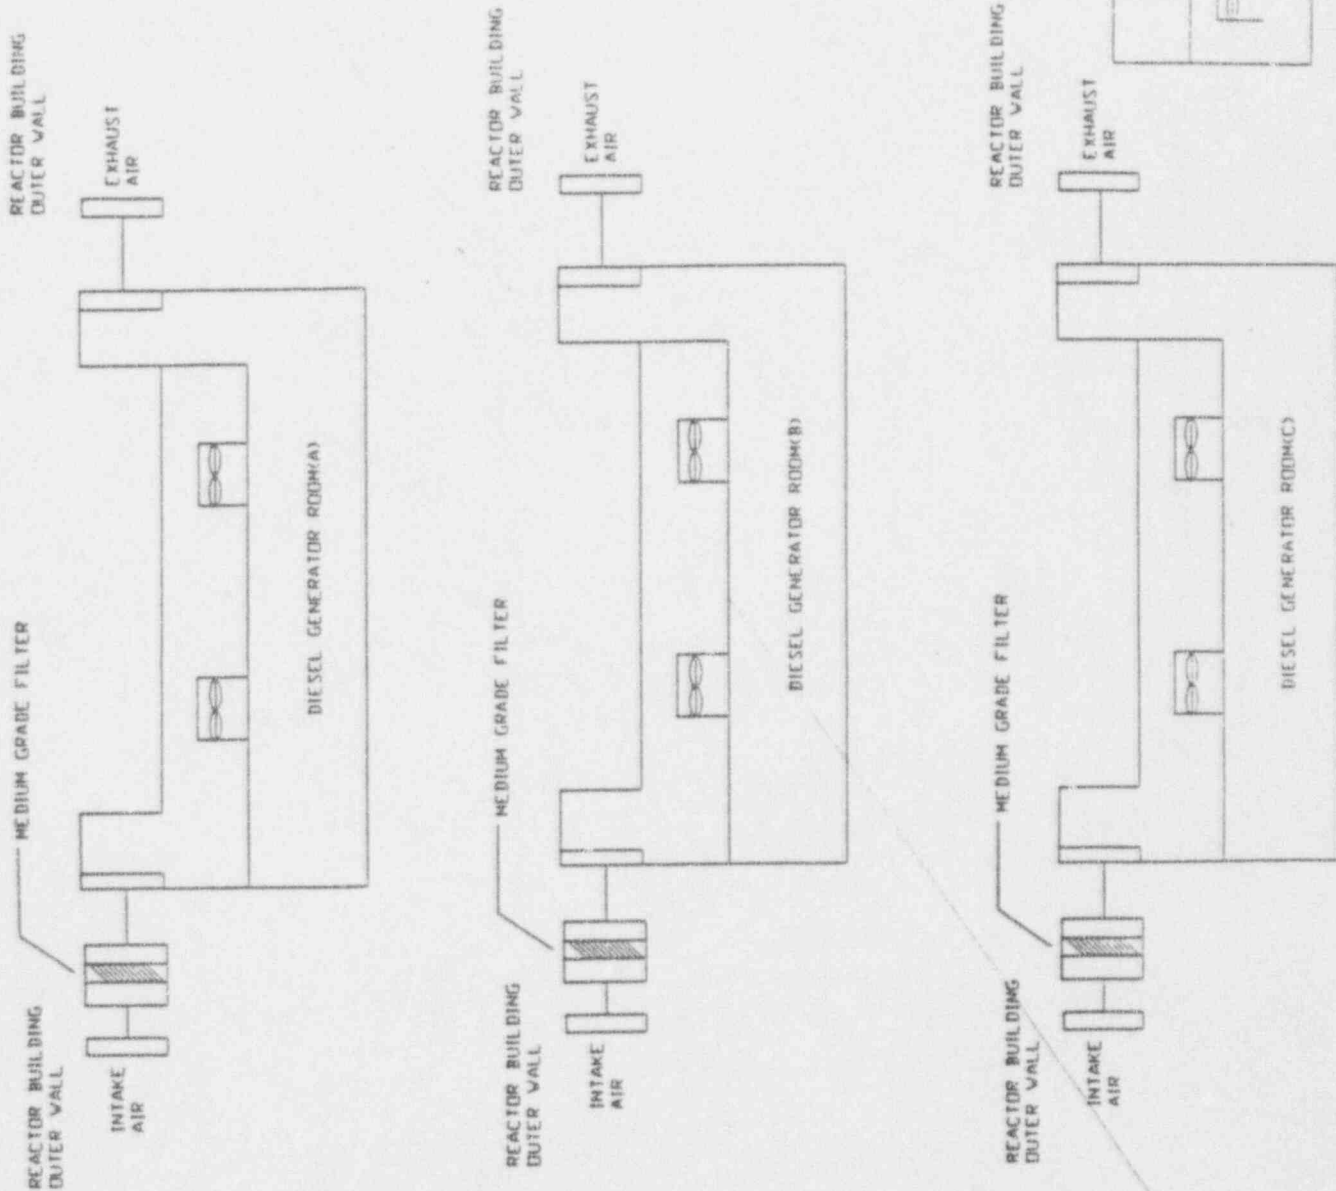 REACTOR BUILDING
OUTER WALL
EXHAUST
AIR
MEDIUM GRADE FILTER
DIESEL GENERATOR ROOM(A)
REACTOR BUILDING
OUTER WALL
INTAKE
AIR
REACTOR BUILDING
OUTER WALL
EXHAUST
AIR
MEDIUM GRADE FILTER
DIESEL GENERATOR ROOM(B)
REACTOR BUILDING
OUTER WALL
INTAKE
AIR
REACTOR BUILDING
OUTER WALL
EXHAUST
AIR
MEDIUM GRADE FILTER
DIESEL GENERATOR ROOM(C)
REACTOR BUILDING
OUTER WALL
INTAKE
AIR